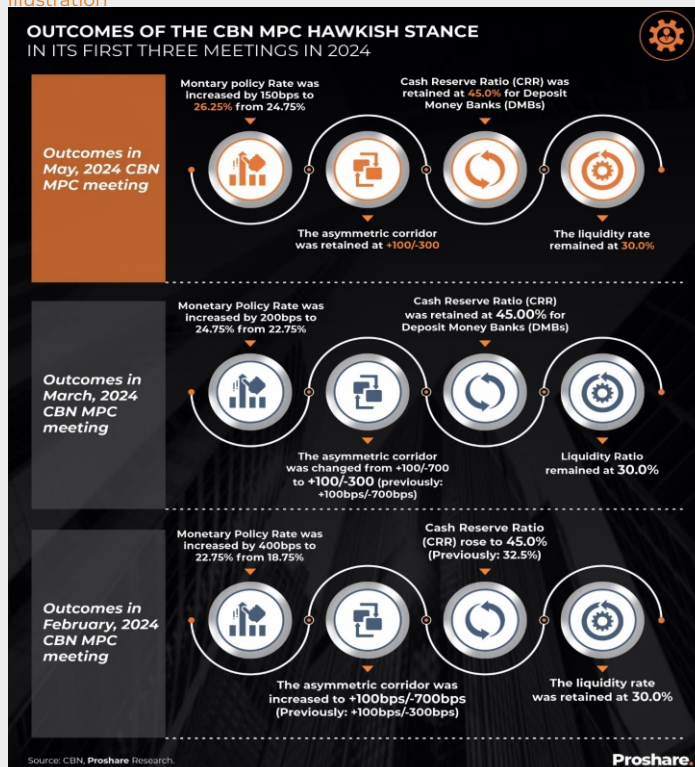 illustration
OUTCOMES OF THE CBN MPC HAWKISH STANCE
IN ITS FIRST THREE MEETINGS IN 2024
Outcomes in
May, 2024 CBN
MPC meeting
Montary policy Rate was
increased by 150bps to
26.25% from 24.75%
The asymmetric corridor
was retained at +100/-300
Cash Reserve Ratio (CRR) was
retained at 45.0% for Deposit
Money Banks (DMBs)
The liquidity rate
remained at 30.0%
Outcomes in
March, 2024
CBN MPC
meeting
Monetary Policy Rate was
increased by 200bps to
24.75% from 22.75%
The asymmetric corridor
was changed from +100/-700
to +100/-300 (previously:
+100bps/-700bps)
Cash Reserve Ratio (CRR)
was retained at 45.00% for
Deposit Money Banks (DMBs)
Liquidity Ratio
remained at 30.0%
Outcomes in
February, 2024
CBN MPC
meeting
Monetary Policy Rate was
increased by 400bps to
22.75% from 18.75%
The asymmetric corridor was
increased to +100bps/-700bps
(Previously: +100bps/-300bps)
Cash Reserve Ratio
(CRR) rose to 45.0%
(Previously: 32.5%)
The liquidity rate
was retained at 30.0%
Source: CBN, Proshare Research.
Proshare.